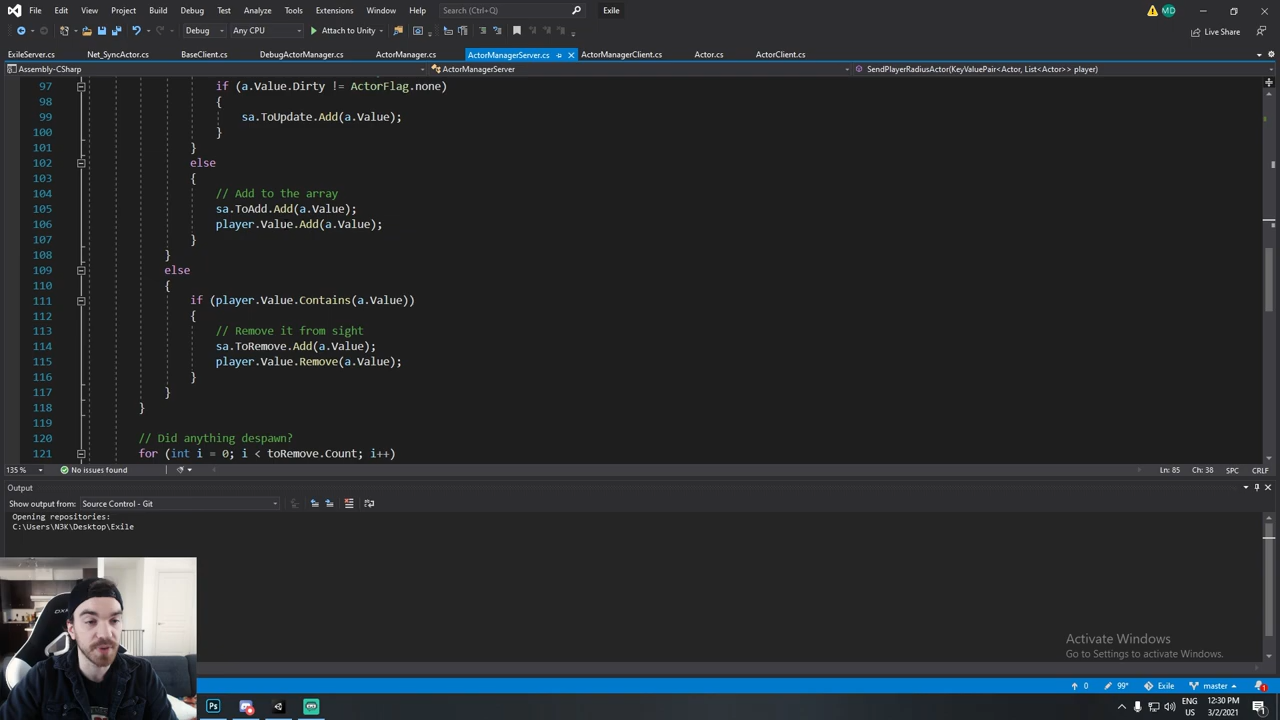 File Edit View Project Build Debug Test Analyze Tools Extensions Window Help Search (Ctrl+Q) Exile MD
Debug Any CPU Attach to Unity Live Share
ExileServer.cs Net_SyncActor.cs BaseClient.cs DebugActorManager.cs ActorManager.cs ActorManagerServer.cs ActorManagerClient.cs Actor.cs ActorClient.cs
Assembly-CSharp ActorManagerServer SendPlayerRadiusActor(KeyValuePair<Actor, List<Actor>> player)
97 if (a.Value.Dirty != ActorFlag.none)
98 {
99 sa.ToUpdate.Add(a.Value);
100 }
101 }
102 else
103 {
104 // Add to the array
105 sa.ToAdd.Add(a.Value);
106 player.Value.Add(a.Value);
107 }
108 }
109 else
110 {
111 if (player.Value.Contains(a.Value))
112 {
113 // Remove it from sight
114 sa.ToRemove.Add(a.Value);
115 player.Value.Remove(a.Value);
116 }
117 }
118 }
119
120 // Did anything despawn?
121 for (int i = 0; i < toRemove.Count; i++)
135 % No issues found Ln: 85 Ch: 38 SPC CRLF
Output
Show output from: Source Control - Git
Opening repositories:
C:\Users\N3K\Desktop\Exile
Activate Windows
Go to Settings to activate Windows.
0 99* Exile master 1
Ps ENG 12:30 PM
US 3/2/2021 1